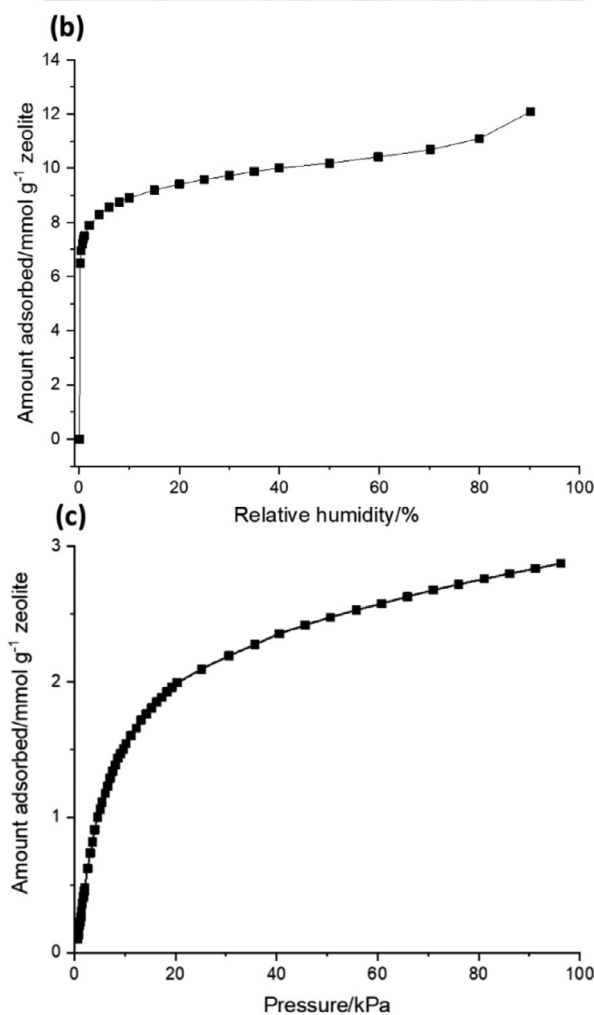 (b)
14
12
10
8
6
4
2
0
Amount adsorbed/mmol g⁻¹ zeolite
0 20 40 60 80 100
Relative humidity/%
(c)
3
2
1
0
Amount adsorbed/mmol g⁻¹ zeolite
0 20 40 60 80 100
Pressure/kPa